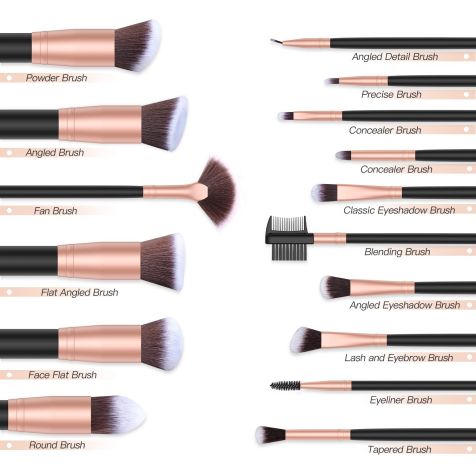 Powder Brush
Angled Brush
Fan Brush
Flat Angled Brush
Face Flat Brush
Round Brush
Angled Detail Brush
Precise Brush
Concealer Brush
Concealer Brush
Classic Eyeshadow Brush
Blending Brush
Angled Eyeshadow Brush
Lash and Eyebrow Brush
Eyeliner Brush
Tapered Brush